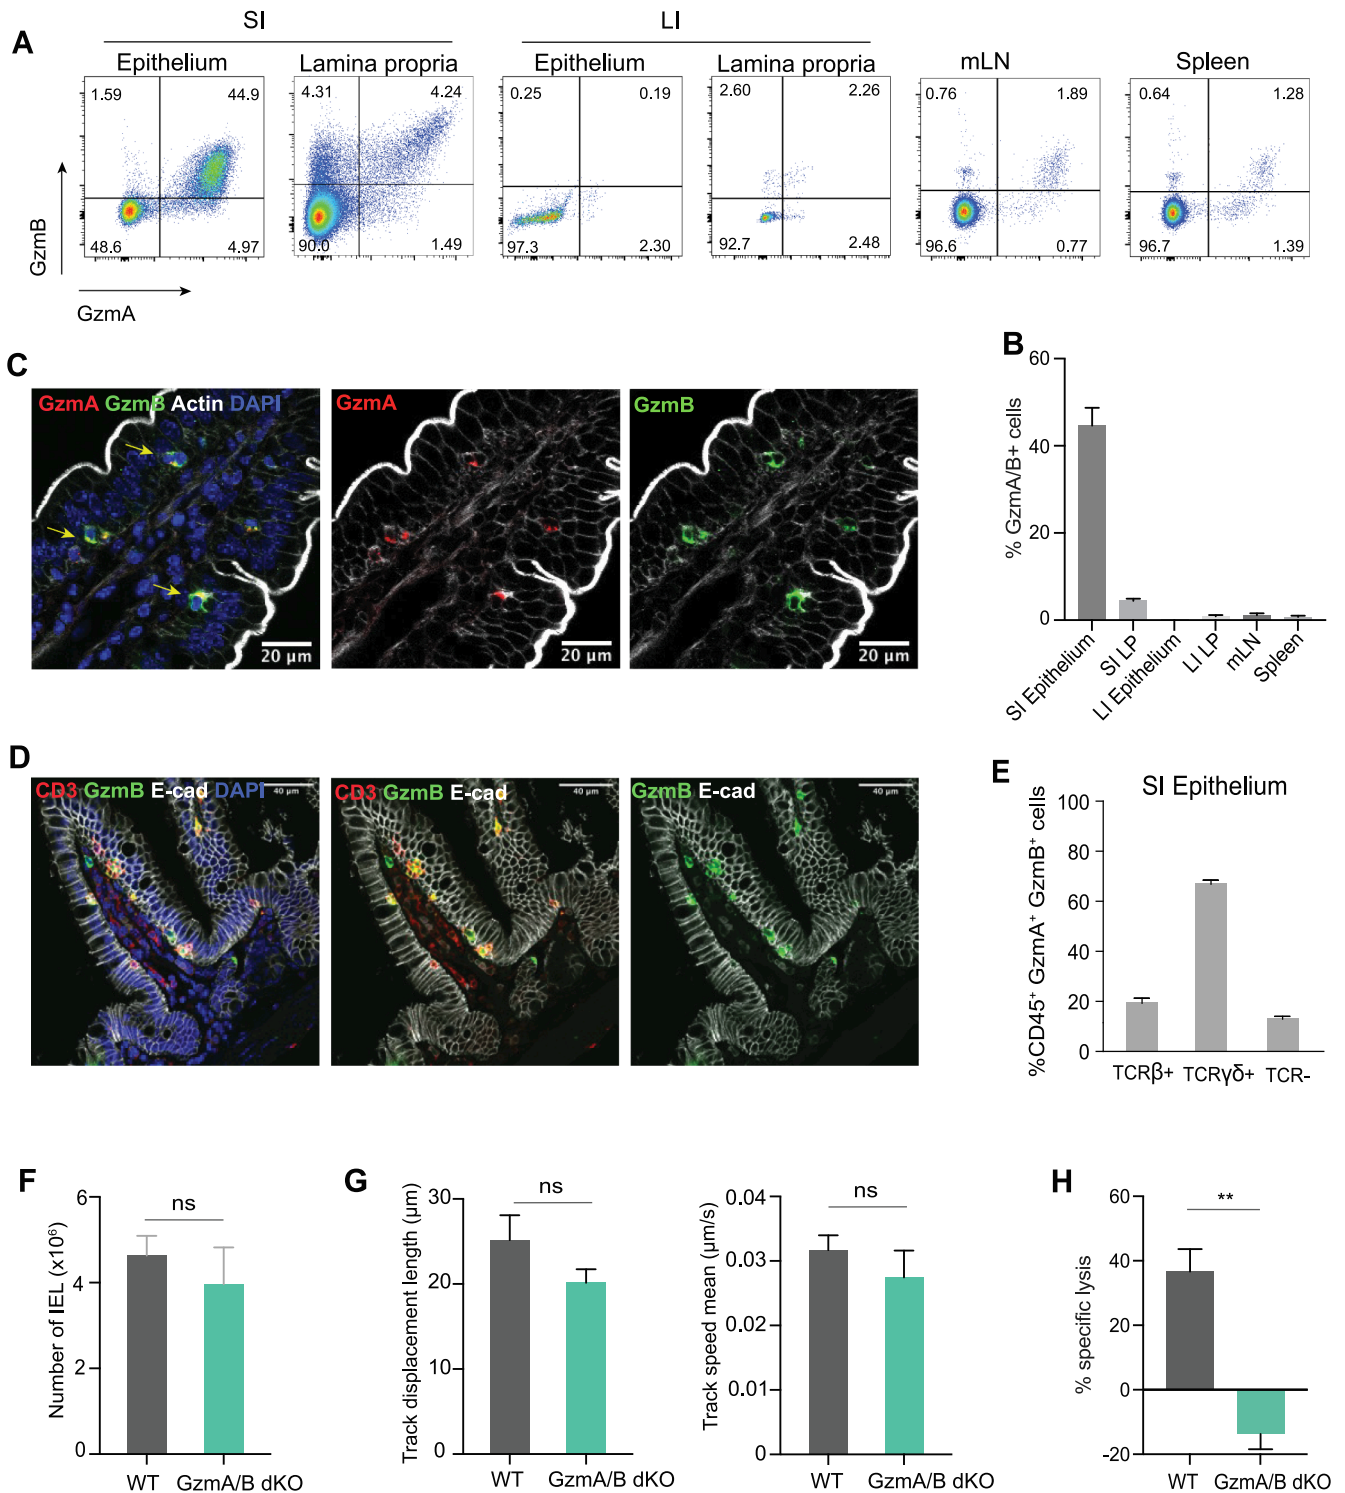 A
SI
LI
Epithelium
Lamina propria
Epithelium
Lamina propria
mLN
Spleen
1.59
44.9
48.6
4.97
4.31
4.24
90.0
1.49
0.25
0.19
97.3
2.30
2.60
2.26
92.7
2.48
0.76
1.89
96.6
0.77
0.64
1.28
96.7
1.39
GzmB
GzmA
C
GzmA GzmB Actin DAPI
20 µm
GzmA
20 µm
GzmB
20 µm
B
% GzmA/B+ cells
60
40
20
0
SI Epithelium
SI LP
LI Epithelium
LI LP
mLN
Spleen
D
CD3 GzmB E-cad DAPI
40 µm
CD3 GzmB E-cad
40 µm
GzmB E-cad
40 µm
E
SI Epithelium
%CD45+ GzmA+ GzmB+ cells
100
80
60
40
20
0
TCRβ+
TCRγδ+
TCR-
F
Number of IEL (x10⁶)
6
4
2
0
ns
WT
GzmA/B dKO
G
Track displacement length (µm)
30
20
10
0
ns
WT
GzmA/B dKO
Track speed mean (µm/s)
0.04
0.03
0.02
0.01
0
ns
WT
GzmA/B dKO
H
% specific lysis
60
40
20
0
-20
**
WT
GzmA/B dKO